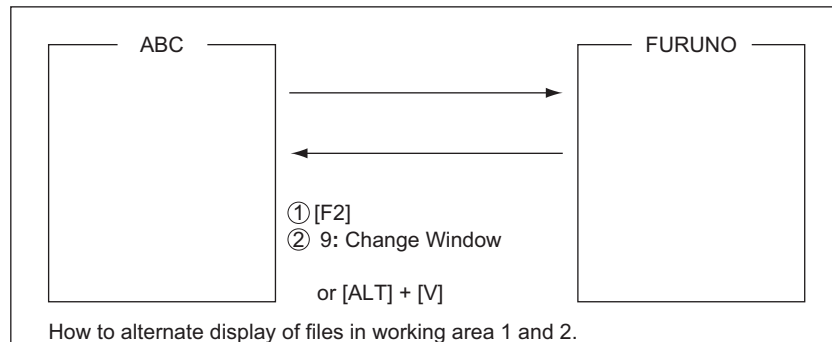 ABC
FURUNO
① [F2]
② 9: Change Window
or [ALT] + [V]
How to alternate display of files in working area 1 and 2.